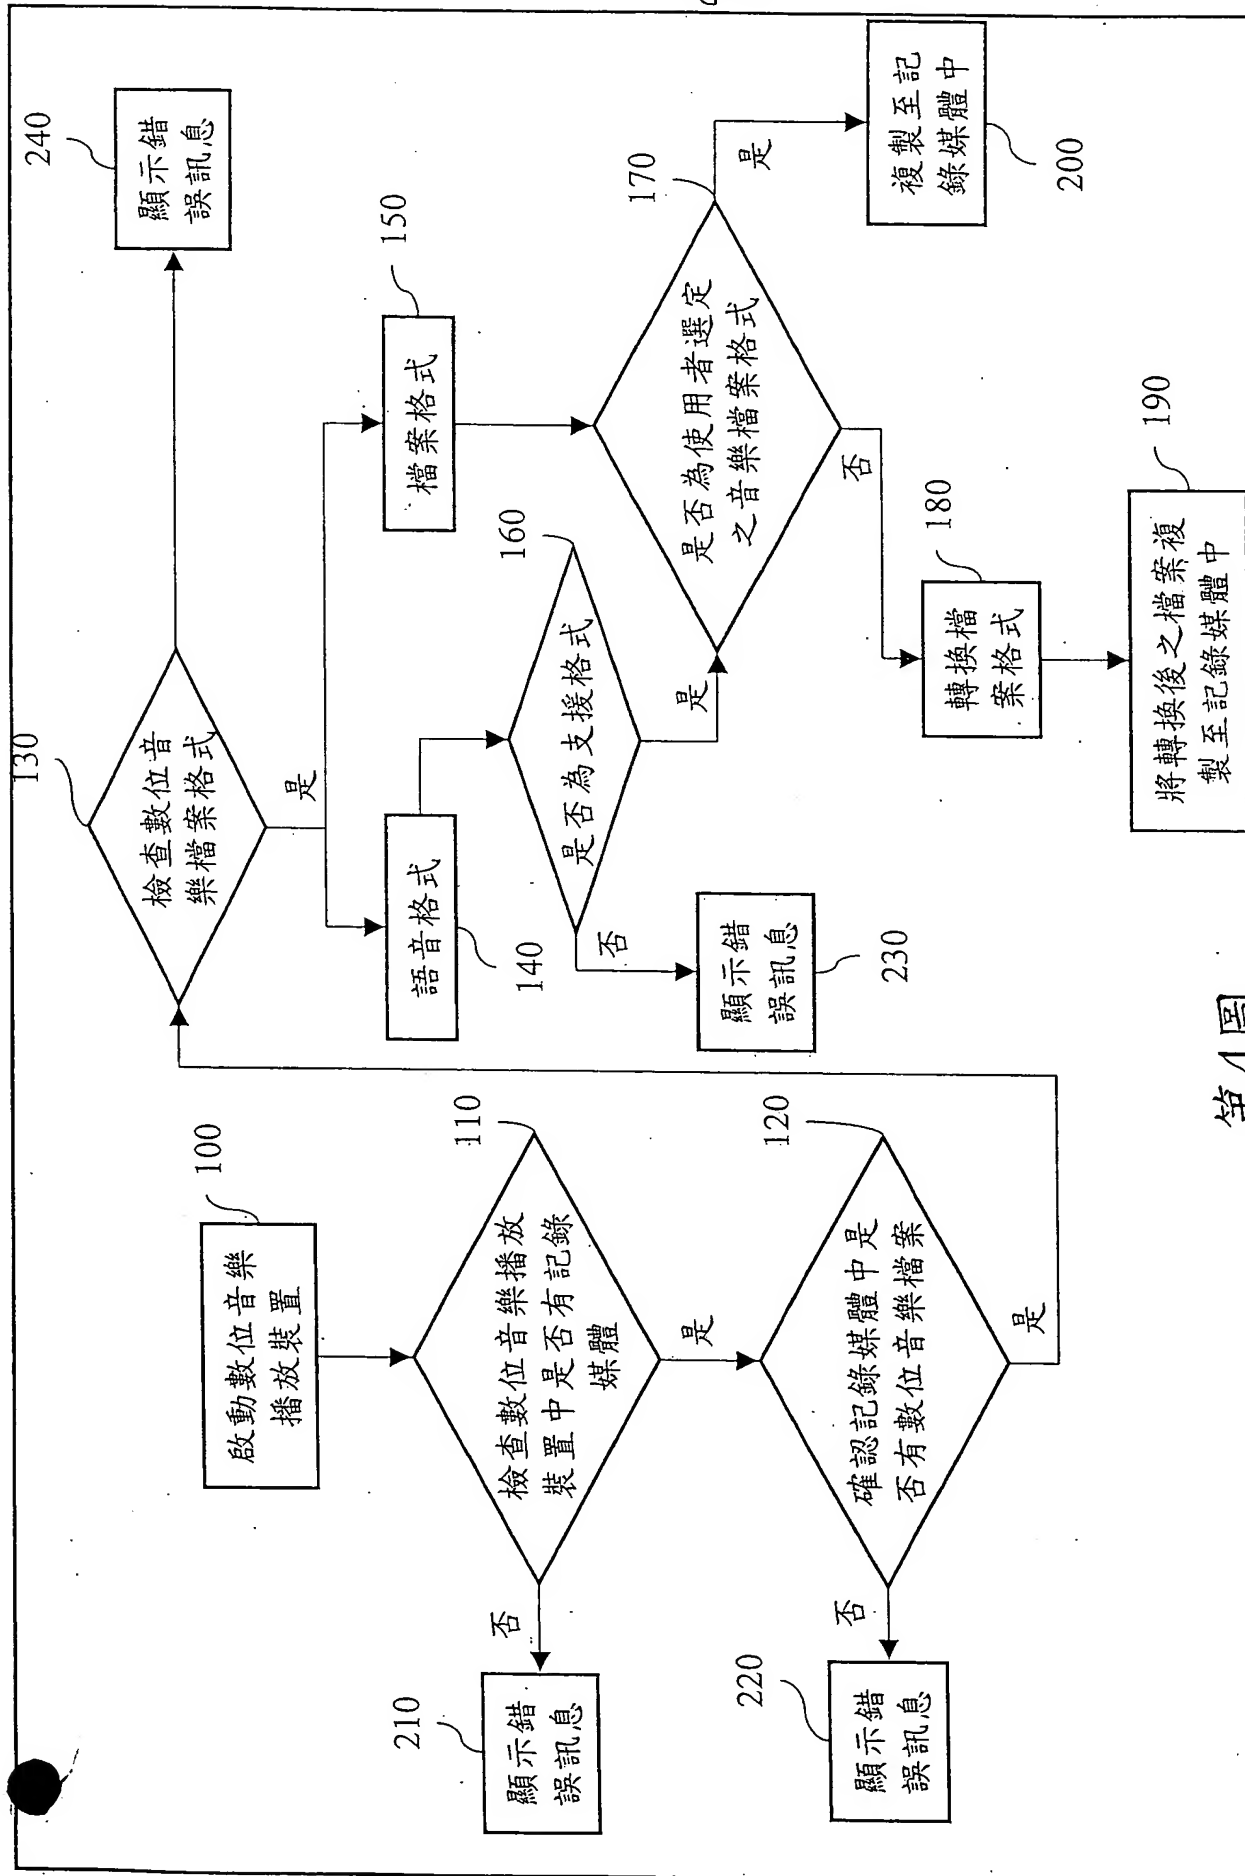 100
啟動數位音樂
播放裝置
110
檢查數位音樂播放
裝置中是否有記錄
媒體
否
是
210
顯示錯
誤訊息
120
確認記錄媒體中是
否有數位音樂檔案
否
是
220
顯示錯
誤訊息
130
檢查數位音
樂檔案格式
是
240
顯示錯
誤訊息
語音格式
140
檔案格式
150
160
是否為支援格式
否
是
顯示錯
誤訊息
230
170
是否為使用者選定
之音樂檔案格式
是
否
複製至記
錄媒體中
200
180
轉換檔
案格式
190
將轉換後之檔案複
製至記錄媒體中
第4圖